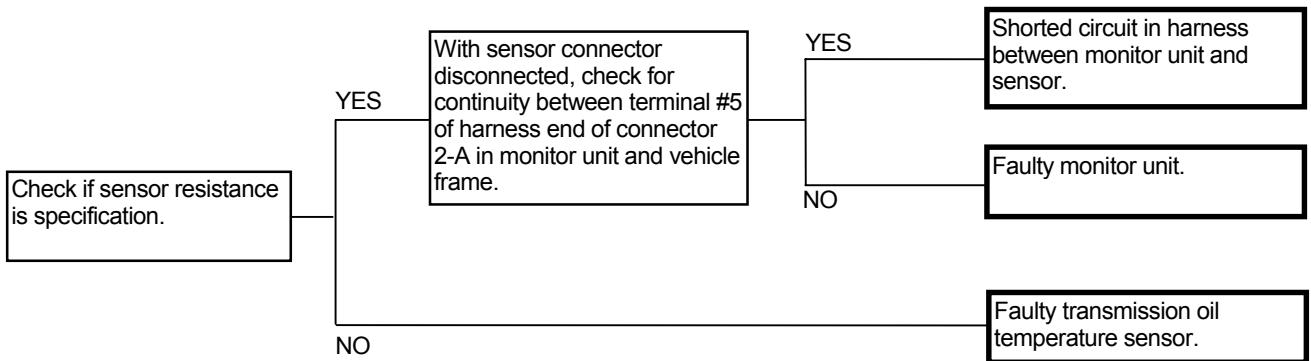 Check if sensor resistance
is specification.
YES
NO
With sensor connector
disconnected, check for
continuity between terminal #5
of harness end of connector
2-A in monitor unit and vehicle
frame.
YES
NO
Shorted circuit in harness
between monitor unit and
sensor.
Faulty monitor unit.
Faulty transmission oil
temperature sensor.